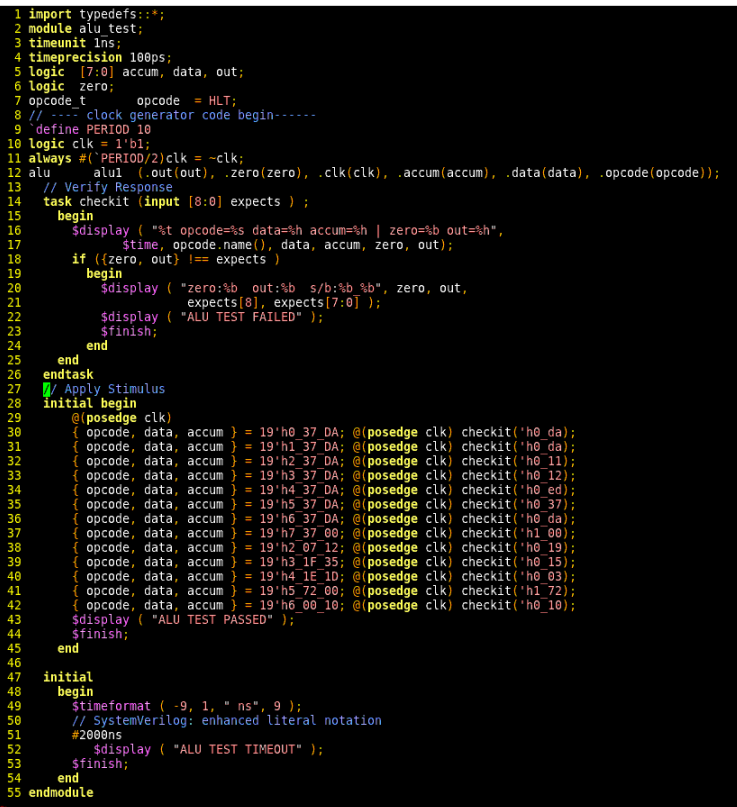 1 import typedefs::*;
2 module alu_test;
3 timeunit 1ns;
4 timeprecision 100ps;
5 logic  [7:0] accum, data, out;
6 logic  zero;
7 opcode_t       opcode  = HLT;
8 // ---- clock generator code begin------
9 `define PERIOD 10
10 logic clk = 1'b1;
11 always #(`PERIOD/2)clk = ~clk;
12 alu      alu1  (.out(out), .zero(zero), .clk(clk), .accum(accum), .data(data), .opcode(opcode));
13   // Verify Response
14   task checkit (input [8:0] expects ) ;
15     begin
16       $display ( "%t opcode=%s data=%h accum=%h | zero=%b out=%h",
17              $time, opcode.name(), data, accum, zero, out);
18       if ({zero, out} !== expects )
19         begin
20           $display ( "zero:%b  out:%b  s/b:%b_%b", zero, out,
21                       expects[8], expects[7:0] );
22           $display ( "ALU TEST FAILED" );
23           $finish;
24         end
25     end
26   endtask
27   // Apply Stimulus
28   initial begin
29       @(posedge clk)
30       { opcode, data, accum } = 19'h0_37_DA; @(posedge clk) checkit('h0_da);
31       { opcode, data, accum } = 19'h1_37_DA; @(posedge clk) checkit('h0_da);
32       { opcode, data, accum } = 19'h2_37_DA; @(posedge clk) checkit('h0_11);
33       { opcode, data, accum } = 19'h3_37_DA; @(posedge clk) checkit('h0_12);
34       { opcode, data, accum } = 19'h4_37_DA; @(posedge clk) checkit('h0_ed);
35       { opcode, data, accum } = 19'h5_37_DA; @(posedge clk) checkit('h0_37);
36       { opcode, data, accum } = 19'h6_37_DA; @(posedge clk) checkit('h0_da);
37       { opcode, data, accum } = 19'h7_37_00; @(posedge clk) checkit('h1_00);
38       { opcode, data, accum } = 19'h2_07_12; @(posedge clk) checkit('h0_19);
39       { opcode, data, accum } = 19'h3_1F_35; @(posedge clk) checkit('h0_15);
40       { opcode, data, accum } = 19'h4_1E_1D; @(posedge clk) checkit('h0_03);
41       { opcode, data, accum } = 19'h5_72_00; @(posedge clk) checkit('h1_72);
42       { opcode, data, accum } = 19'h6_00_10; @(posedge clk) checkit('h0_10);
43       $display ( "ALU TEST PASSED" );
44       $finish;
45     end
46
47   initial
48     begin
49       $timeformat ( -9, 1, " ns", 9 );
50       // SystemVerilog: enhanced literal notation
51       #2000ns
52          $display ( "ALU TEST TIMEOUT" );
53       $finish;
54     end
55 endmodule